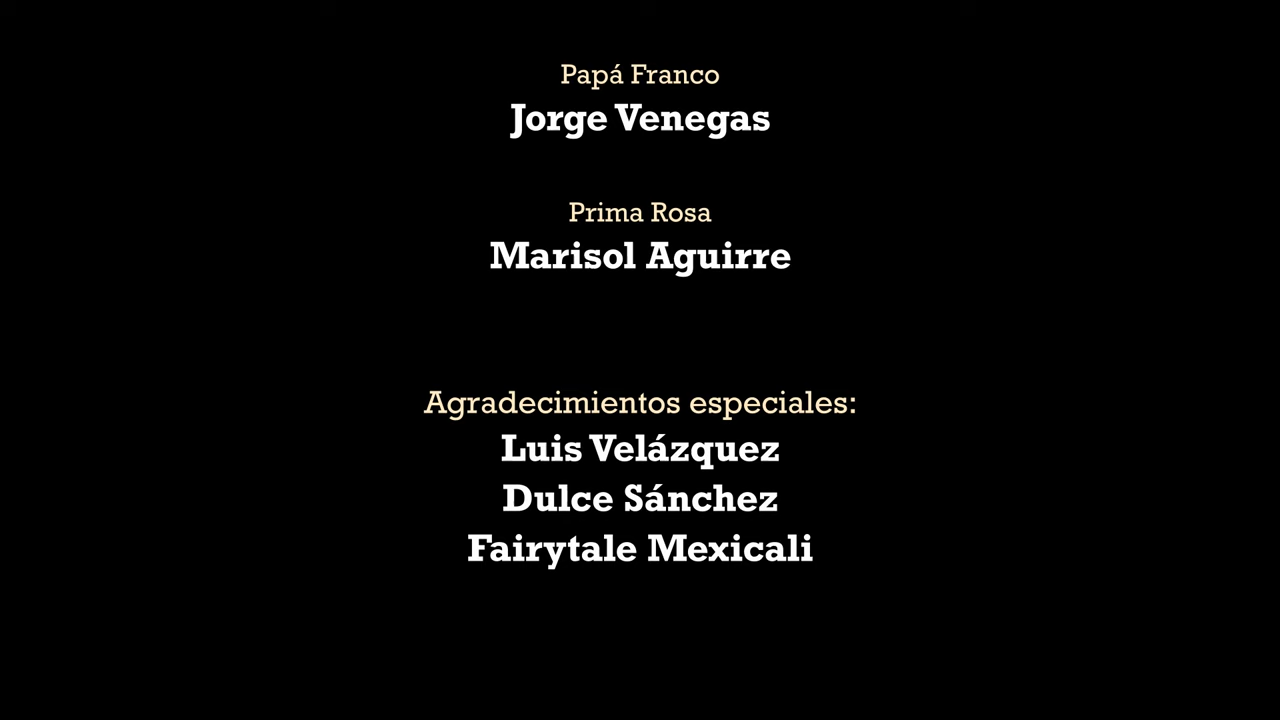 Papá Franco
Jorge Venegas
Prima Rosa
Marisol Aguirre
Agradecimientos especiales:
Luis Velázquez
Dulce Sánchez
Fairytale Mexicali